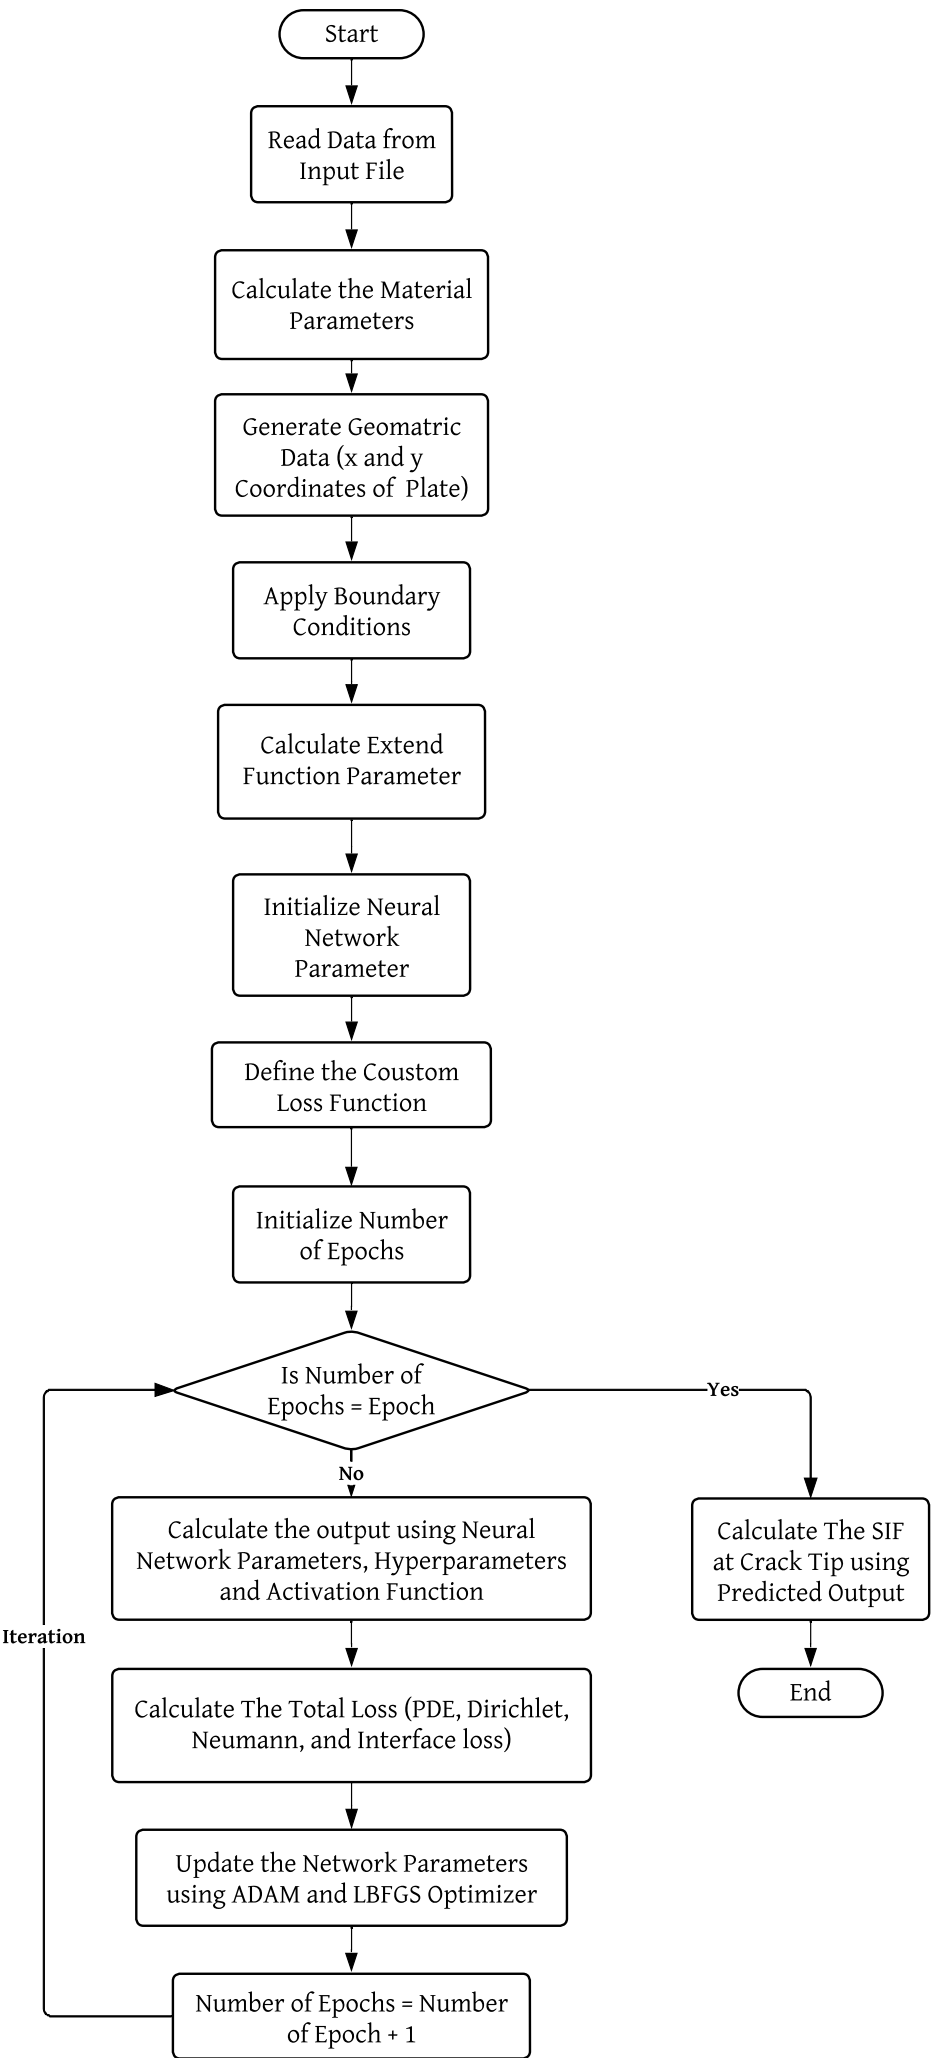 Start
Read Data from
Input File
Calculate the Material
Parameters
Generate Geomatric
Data (x and y
Coordinates of Plate)
Apply Boundary
Conditions
Calculate Extend
Function Parameter
Initialize Neural
Network
Parameter
Define the Coustom
Loss Function
Initialize Number
of Epochs
Is Number of
Epochs = Epoch
Yes
No
Calculate the output using Neural
Network Parameters, Hyperparameters
and Activation Function
Calculate The SIF
at Crack Tip using
Predicted Output
Iteration
Calculate The Total Loss (PDE, Dirichlet,
Neumann, and Interface loss)
End
Update the Network Parameters
using ADAM and LBFGS Optimizer
Number of Epochs = Number
of Epoch + 1